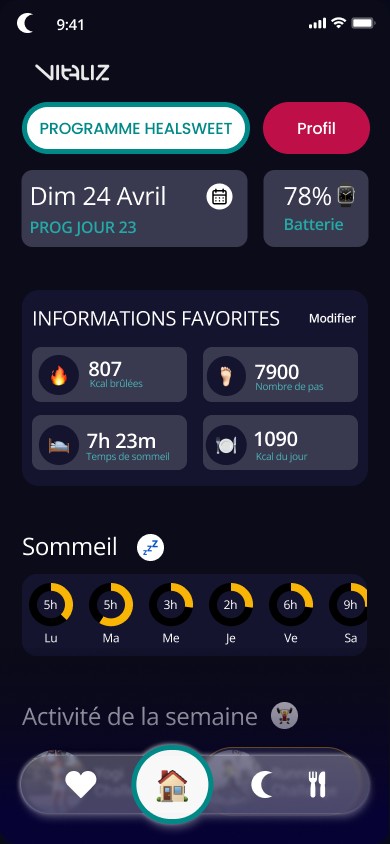 9:41
VITALIZ
PROGRAMME HEALSWEET
Profil
Dim 24 Avril
PROG JOUR 23
78%
Batterie
INFORMATIONS FAVORITES
Modifier
807
Kcal brûlées
7900
Nombre de pas
7h 23m
Temps de sommeil
1090
Kcal du jour
Sommeil
zzz
5h
5h
3h
2h
6h
9h
Lu
Ma
Me
Je
Ve
Sa
Activité de la semaine